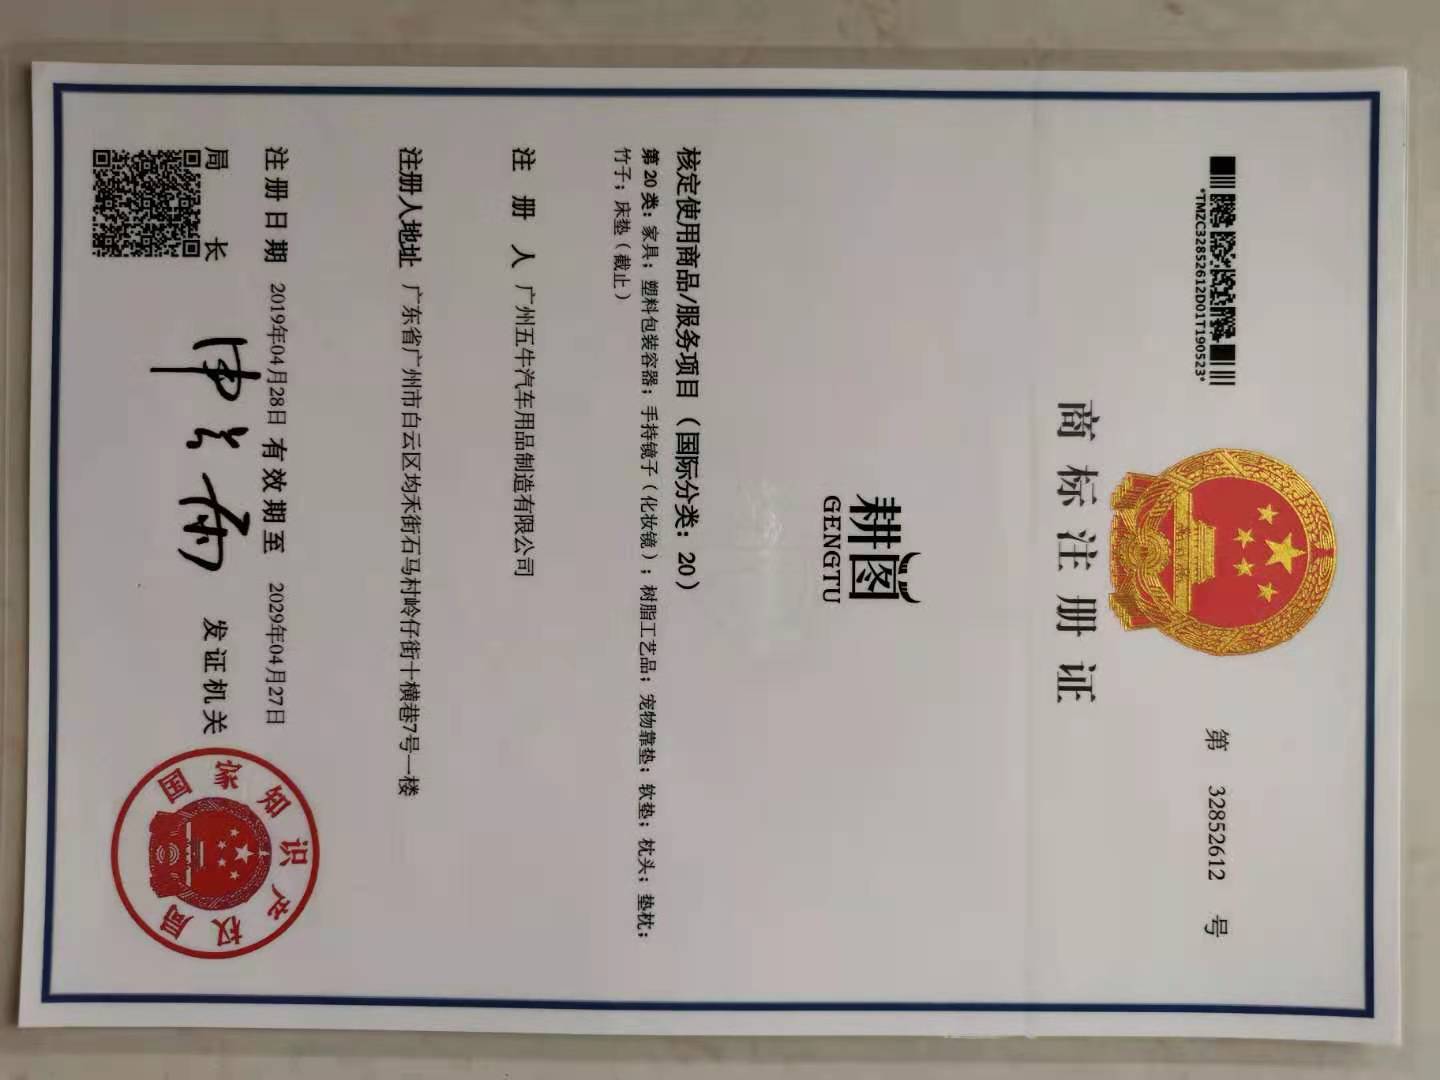 *TMZC32852612D01T190523*
第 32852612 号
商标注册证
耕图
GENGTU
核定使用商品/服务项目（国际分类：20）
第20类：家具；塑料包装容器；手持镜子（化妆镜）；树脂工艺品；宠物靠垫；软垫；枕头；垫枕；
竹子；床垫（截止）
注册人 广州五牛汽车用品制造有限公司
注册人地址 广东省广州市白云区均禾街石马村岭仔街十横巷7号一楼
注册日期 2019年04月28日 有效期至 2029年04月27日
局长 申长雨 发证机关
国家知识产权局